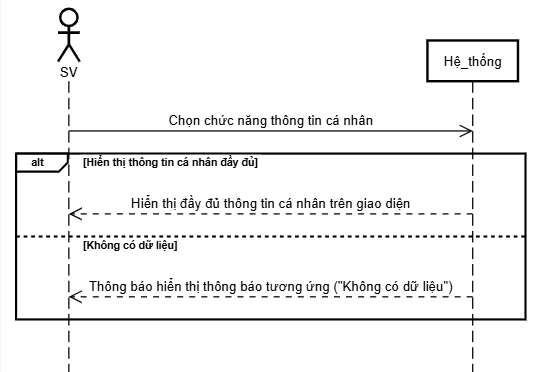 SV
Hệ_thống
Chọn chức năng thông tin cá nhân
alt
[Hiển thị thông tin cá nhân đầy đủ]
Hiển thị đầy đủ thông tin cá nhân trên giao diện
[Không có dữ liệu]
Thông báo hiển thị thông báo tương ứng ("Không có dữ liệu")